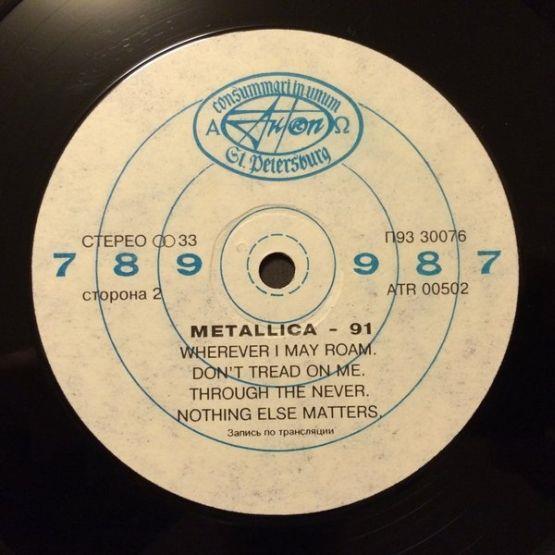 consummari in unum
А Антоп Ω
St. Petersburg
СТЕРЕО 33
П93 30076
7 8 9 9 8 7
сторона 2
ATR 00502
METALLICA – 91
WHEREVER I MAY ROAM.
DON'T TREAD ON ME.
THROUGH THE NEVER.
NOTHING ELSE MATTERS,
Запись по трансляции